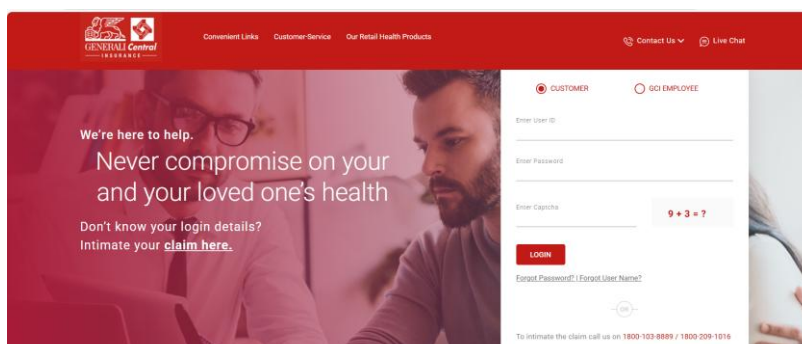 GENERALI Central
INSURANCE
Convenient Links Customer-Service Our Retail Health Products
Contact Us Live Chat
We're here to help.
Never compromise on your
and your loved one's health
Don't know your login details?
Intimate your claim here.
CUSTOMER GCI EMPLOYEE
Enter User ID
Enter Password
Enter Captcha
9 + 3 = ?
LOGIN
Forgot Password? | Forgot User Name?
OR
To intimate the claim call us on 1800-103-8889 / 1800-209-1016